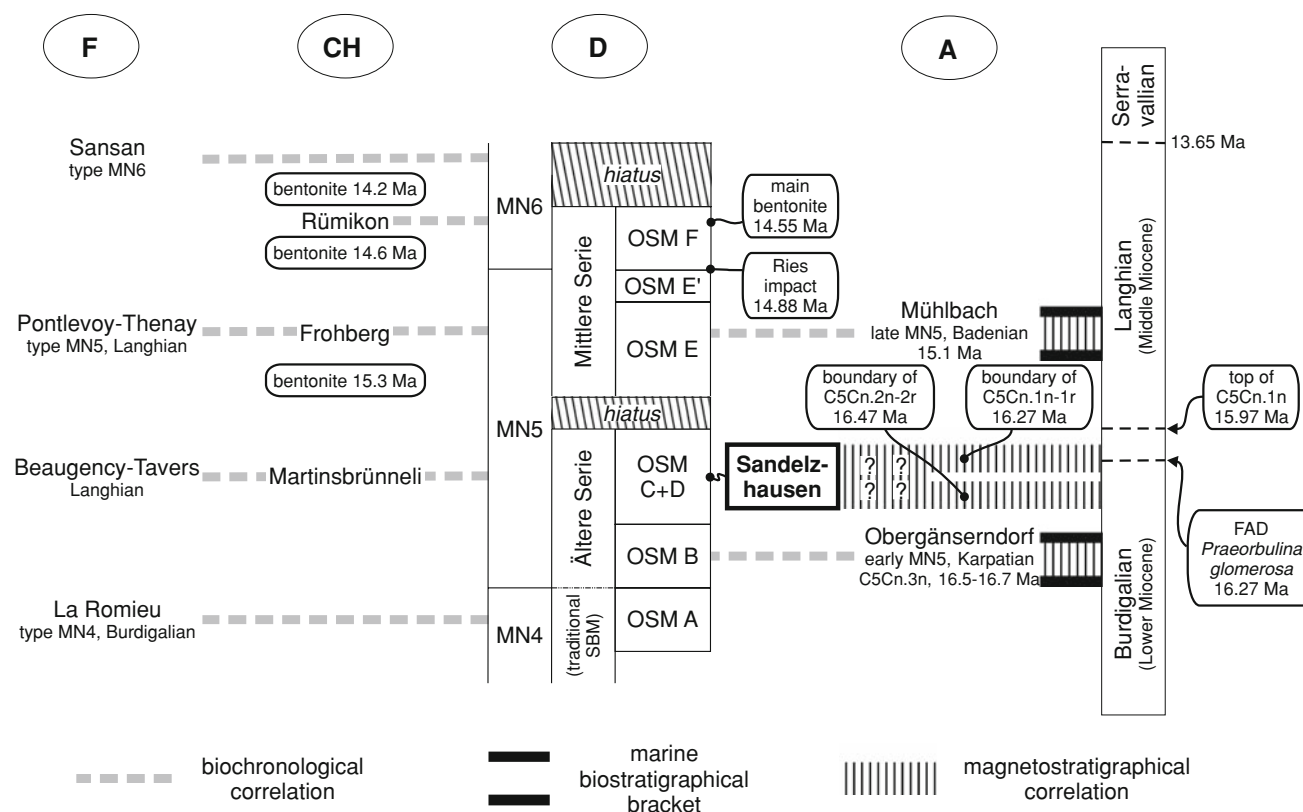 F
CH
D
A
Sansan
type MN6
bentonite 14.2 Ma
Rümikon
bentonite 14.6 Ma
Pontlevoy-Thenay
type MN5, Langhian
Frohberg
bentonite 15.3 Ma
Beaugency-Tavers
Langhian
Martinsbrünneli
La Romieu
type MN4, Burdigalian
MN6
MN5
MN4
hiatus
Mittlere Serie
OSM F
OSM E'
OSM E
hiatus
Ältere Serie
OSM
C+D
OSM B
(traditional
SBM)
OSM A
main
bentonite
14.55 Ma
Ries
impact
14.88 Ma
Mühlbach
late MN5, Badenian
15.1 Ma
boundary of
C5Cn.2n-2r
16.47 Ma
boundary of
C5Cn.1n-1r
16.27 Ma
Sandelz-
hausen
? ?
? ?
Obergänserndorf
early MN5, Karpatian
C5Cn.3n, 16.5-16.7 Ma
Serra-
vallian
13.65 Ma
Langhian
(Middle Miocene)
top of
C5Cn.1n
15.97 Ma
FAD
Praeorbulina
glomerosa
16.27 Ma
Burdigalian
(Lower Miocene)
biochronological
correlation
marine
biostratigraphical
bracket
magnetostratigraphical
correlation